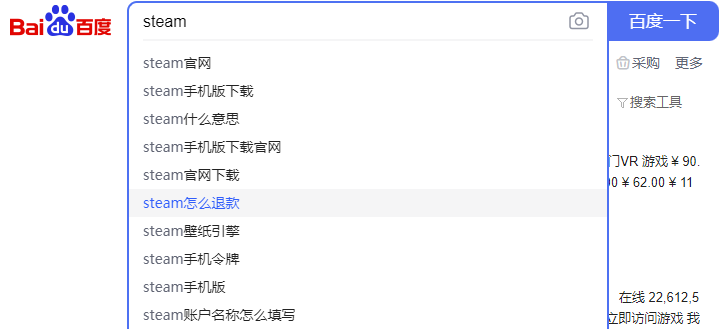 Bai du 百度
steam
百度一下
steam官网
steam手机版下载
steam什么意思
steam手机版下载官网
steam官网下载
steam怎么退款
steam壁纸引擎
steam手机令牌
steam手机版
steam账户名称怎么填写
采购 更多
搜索工具
VR 游戏 ¥ 90.
0 ¥ 62.00 ¥ 11
在线 22,612,5
立即访问游戏 我